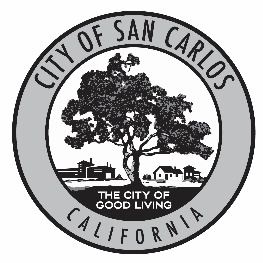 CITY OF SAN CARLOS
THE CITY OF
GOOD LIVING
CALIFORNIA